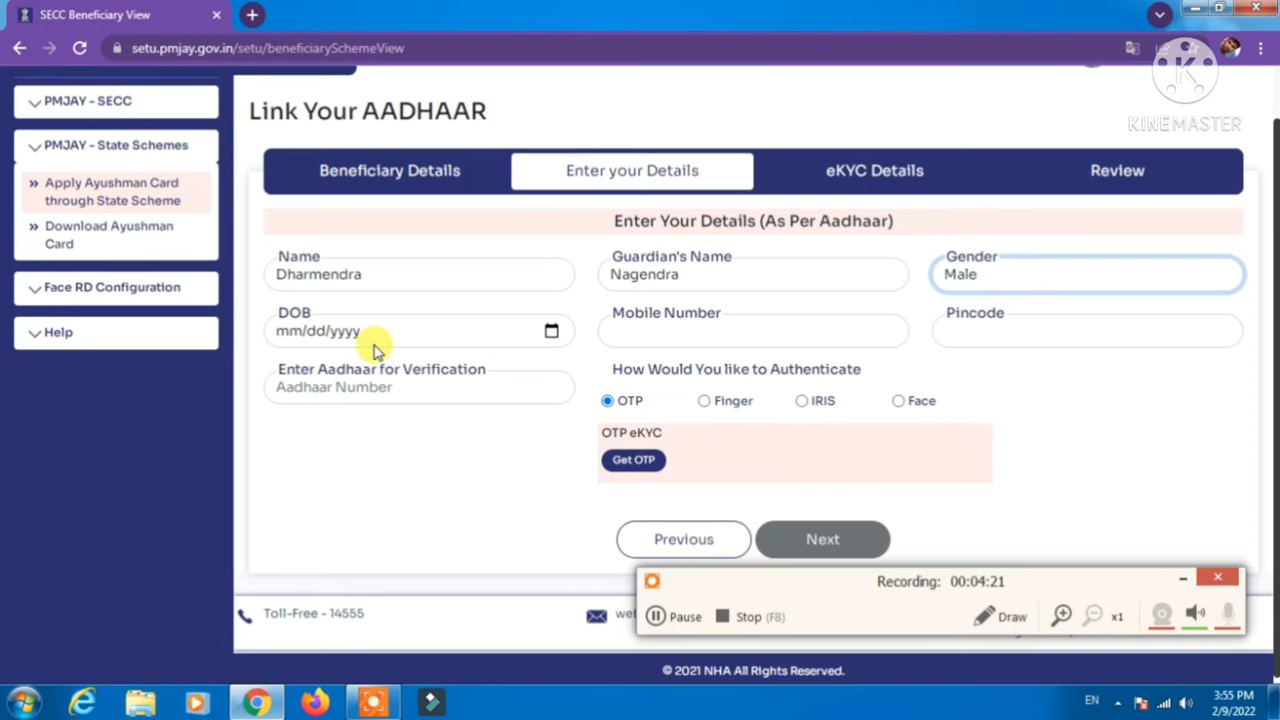 SECC Beneficiary View
setu.pmjay.gov.in/setu/beneficiarySchemeView
K
KINEMASTER
PMJAY - SECC
PMJAY - State Schemes
Apply Ayushman Card
through State Scheme
Download Ayushman
Card
Face RD Configuration
Help
Link Your AADHAAR
Beneficiary Details
Enter your Details
eKYC Details
Review
Enter Your Details (As Per Aadhaar)
Name
Dharmendra
Guardian's Name
Nagendra
Gender
Male
DOB
mm/dd/yyyy
Mobile Number
Pincode
Enter Aadhaar for Verification
Aadhaar Number
How Would You like to Authenticate
OTP
Finger
IRIS
Face
OTP eKYC
Get OTP
Previous
Next
Recording: 00:04:21
Pause
Stop (F8)
Draw
x1
Toll-Free - 14555
© 2021 NHA All Rights Reserved.
EN
3:55 PM
2/9/2022